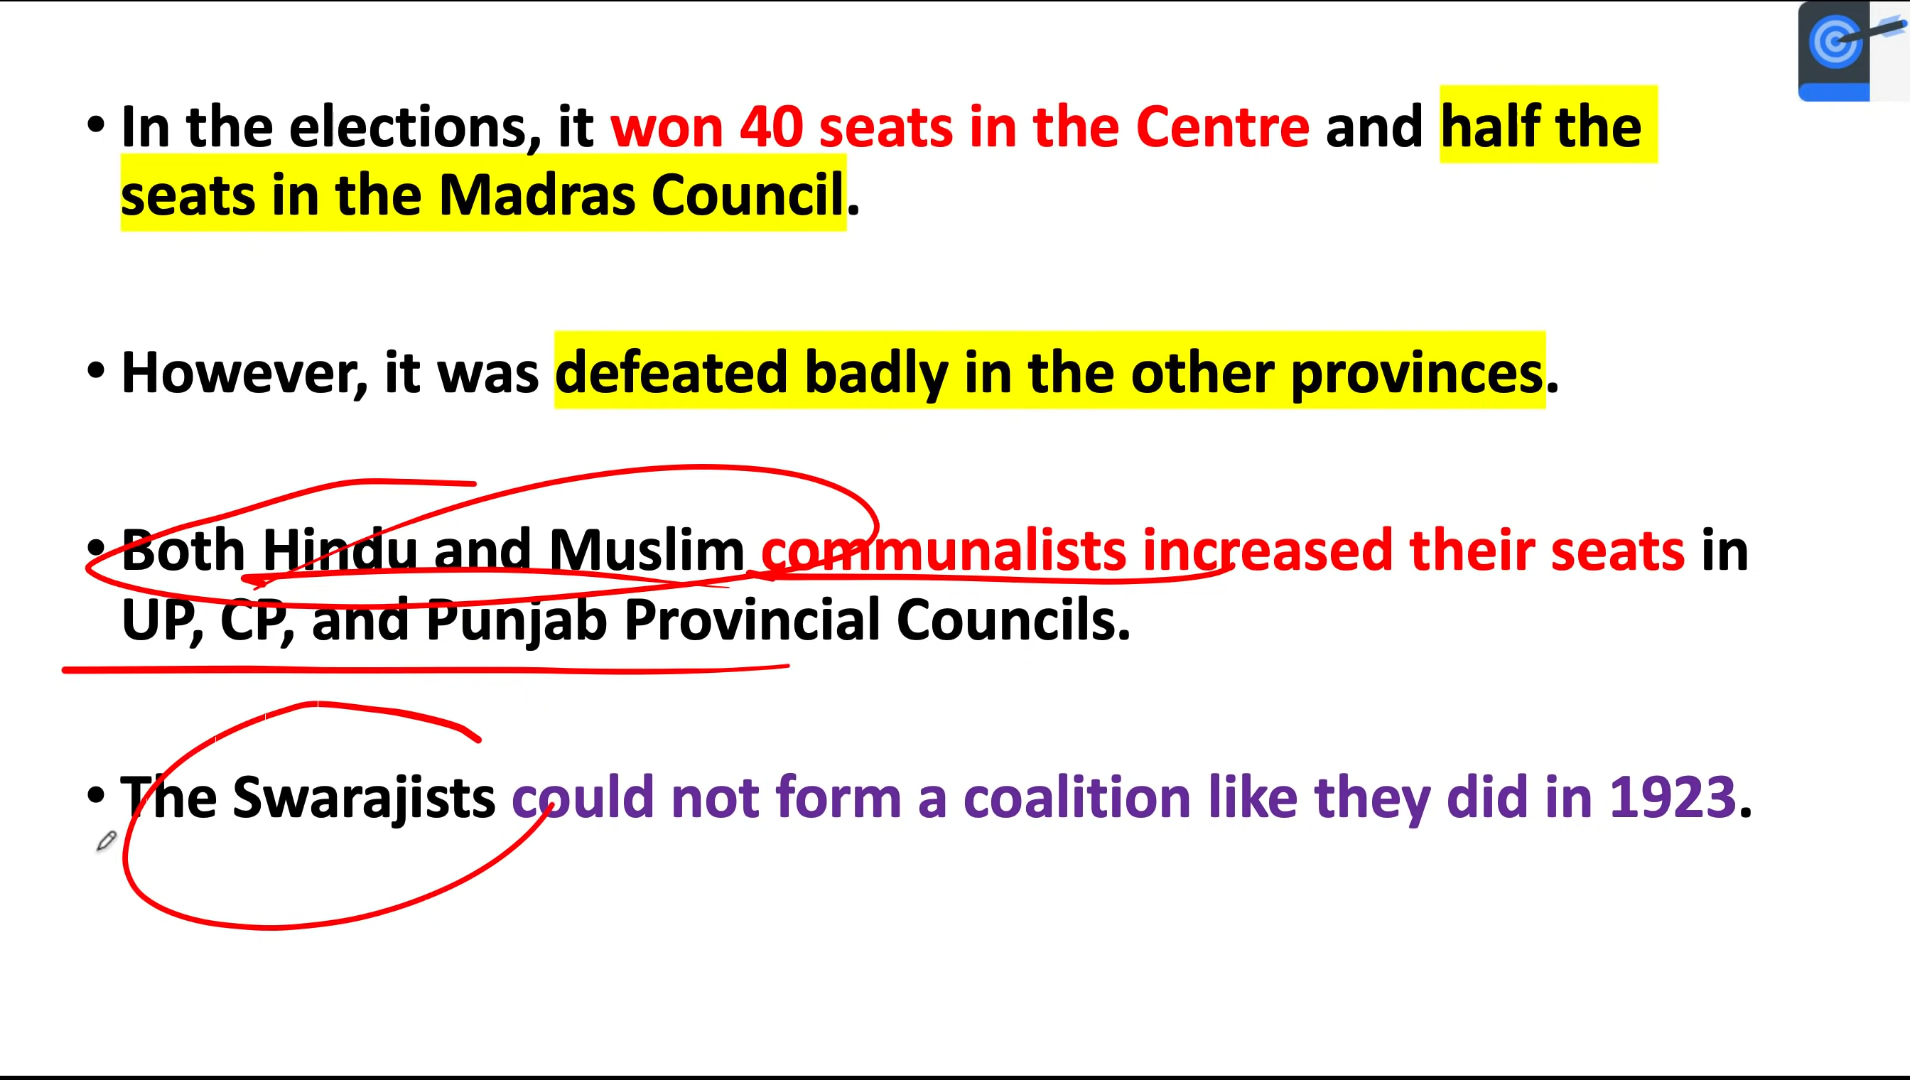 • In the elections, it won 40 seats in the Centre and half the
seats in the Madras Council.
• However, it was defeated badly in the other provinces.
• Both Hindu and Muslim communalists increased their seats in
UP, CP, and Punjab Provincial Councils.
• The Swarajists could not form a coalition like they did in 1923.